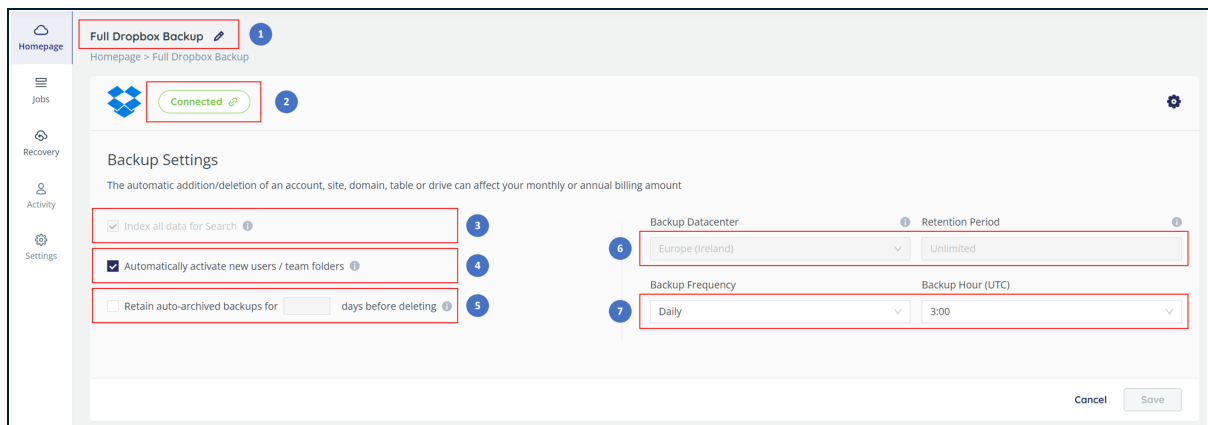 Homepage
Jobs
Recovery
Activity
Settings
Full Dropbox Backup 1
Homepage > Full Dropbox Backup
Connected 2
Backup Settings
The automatic addition/deletion of an account, site, domain, table or drive can affect your monthly or annual billing amount
Index all data for Search 3
Automatically activate new users / team folders 4
Retain auto-archived backups for days before deleting 5
Backup Datacenter Retention Period
6 Europe (Ireland) Unlimited
Backup Frequency Backup Hour (UTC)
7 Daily 3:00
Cancel Save